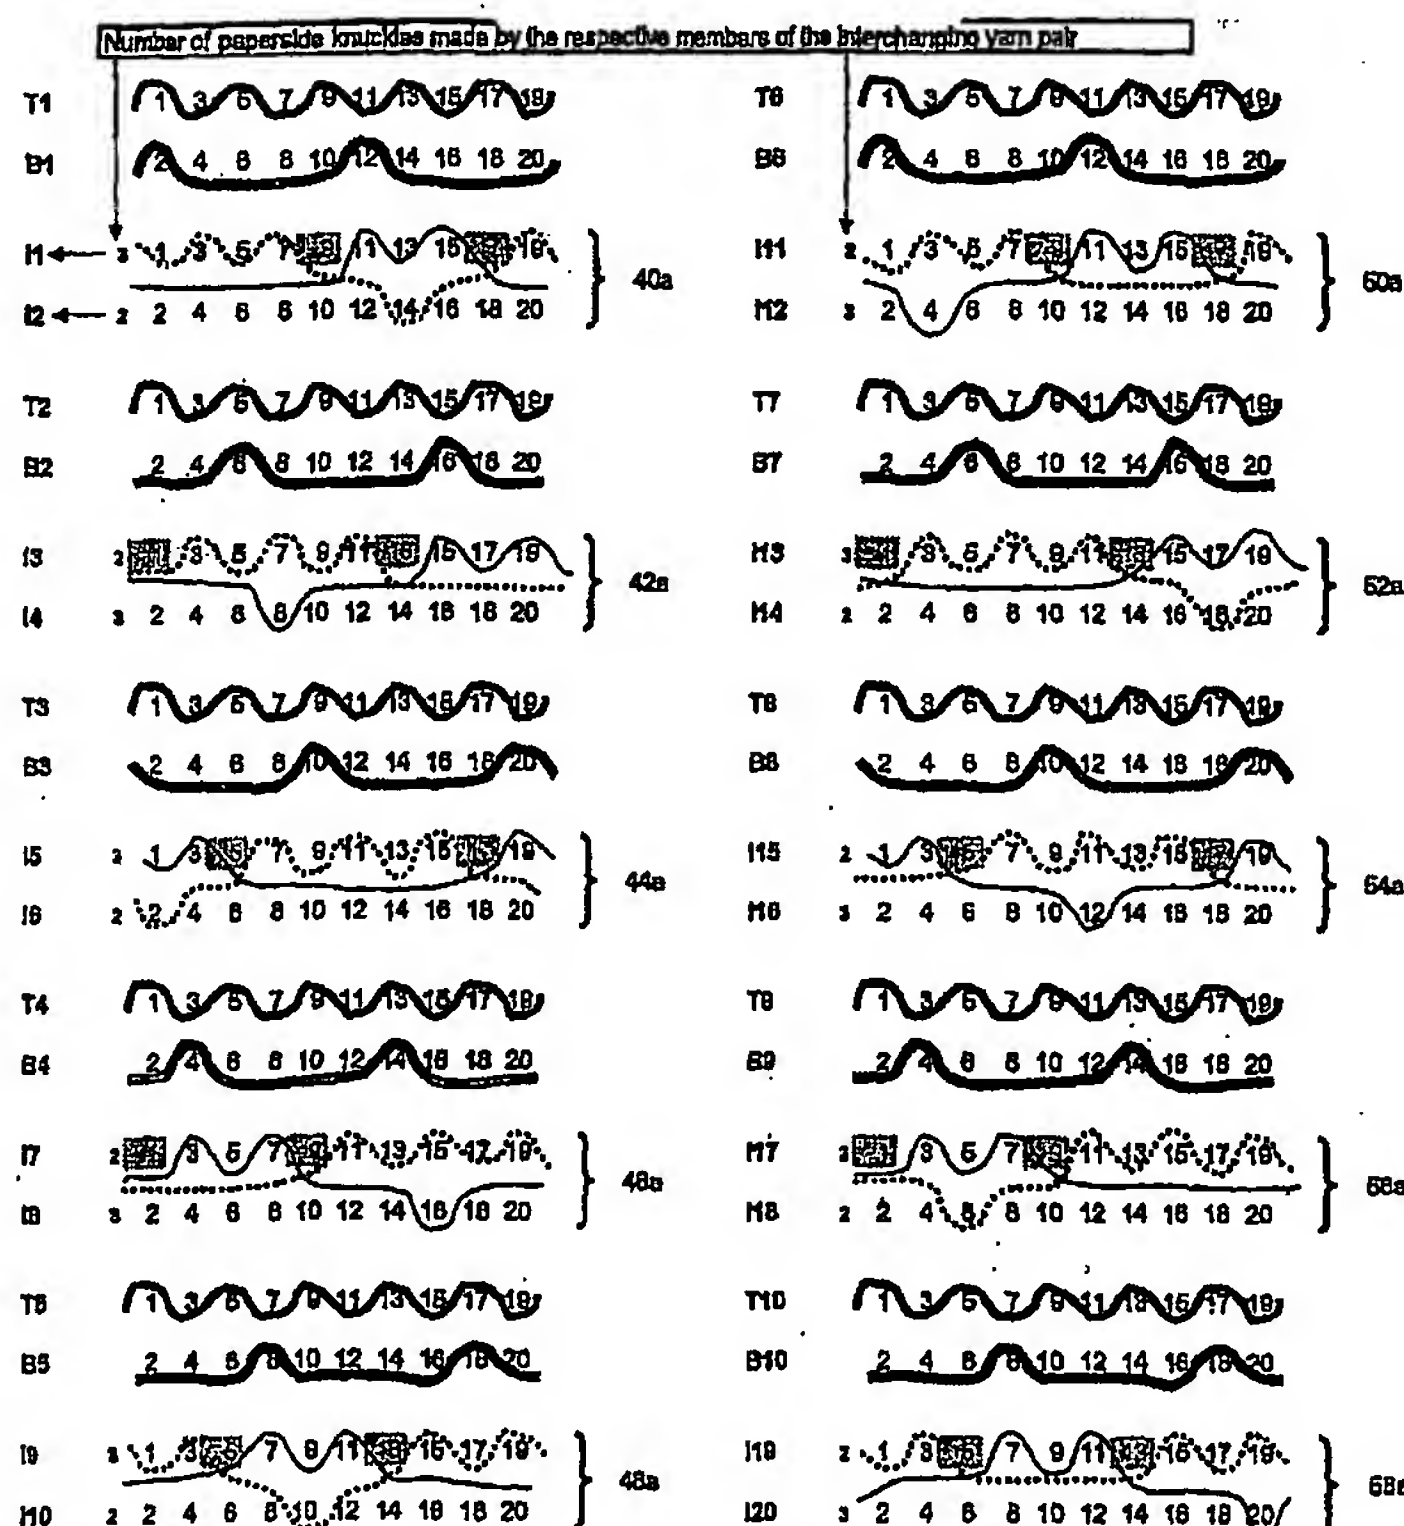 Number of paperside knuckles made by the respective members of the interchanging yarn pair
T1 1 3 5 7 9 11 13 15 17 19
B1 2 4 6 8 10 12 14 16 18 20
I1 3 1 3 5 7 11 13 15 19
40a
I2 2 2 4 6 8 10 12 14 16 18 20
T2 1 3 5 7 9 11 13 15 17 19
B2 2 4 6 8 10 12 14 16 18 20
I3 2 3 5 7 9 11 15 17 19
42a
I4 3 2 4 6 8 10 12 14 16 18 20
T3 1 3 5 7 9 11 13 15 17 19
B3 2 4 6 8 10 12 14 16 18 20
I5 1 3 7 9 11 13 15 19
44a
I6 2 2 4 6 8 10 12 14 16 18 20
T4 1 3 5 7 9 11 13 15 17 19
B4 2 4 6 8 10 12 14 16 18 20
I7 2 3 5 7 11 13 15 17 19
I8 3 2 4 6 8 10 12 14 16 18 20
T5 1 3 5 7 9 11 13 15 17 19
B5 2 4 6 8 10 12 14 16 18 20
I9 1 3 7 9 11 15 17 19
I10 2 2 4 6 8 10 12 14 16 18 20
T6 1 3 5 7 9 11 13 15 17 19
B6 2 4 6 8 10 12 14 16 18 20
I11 2 1 3 5 7 11 13 15 19
50a
I12 3 2 4 6 8 10 12 14 16 18 20
T7 1 3 5 7 9 11 13 15 17 19
B7 2 4 6 8 10 12 14 16 18 20
I13 3 3 5 7 9 11 15 17 19
52a
I14 2 2 4 6 8 10 12 14 16 18 20
T8 1 3 5 7 9 11 13 15 17 19
B8 2 4 6 8 10 12 14 16 18 20
I15 2 1 3 7 9 11 13 15 19
54a
I16 3 2 4 6 8 10 12 14 16 18 20
T9 1 3 5 7 9 11 13 15 17 19
B9 2 4 6 8 10 12 14 16 18 20
I17 3 5 7 11 13 15 17 19
I18 2 2 4 6 8 10 12 14 16 18 20
T10 1 3 5 7 9 11 13 15 17 19
B10 2 4 6 8 10 12 14 16 18 20
I19 2 1 3 7 9 11 15 17 19
I20 3 2 4 6 8 10 12 14 16 18 20